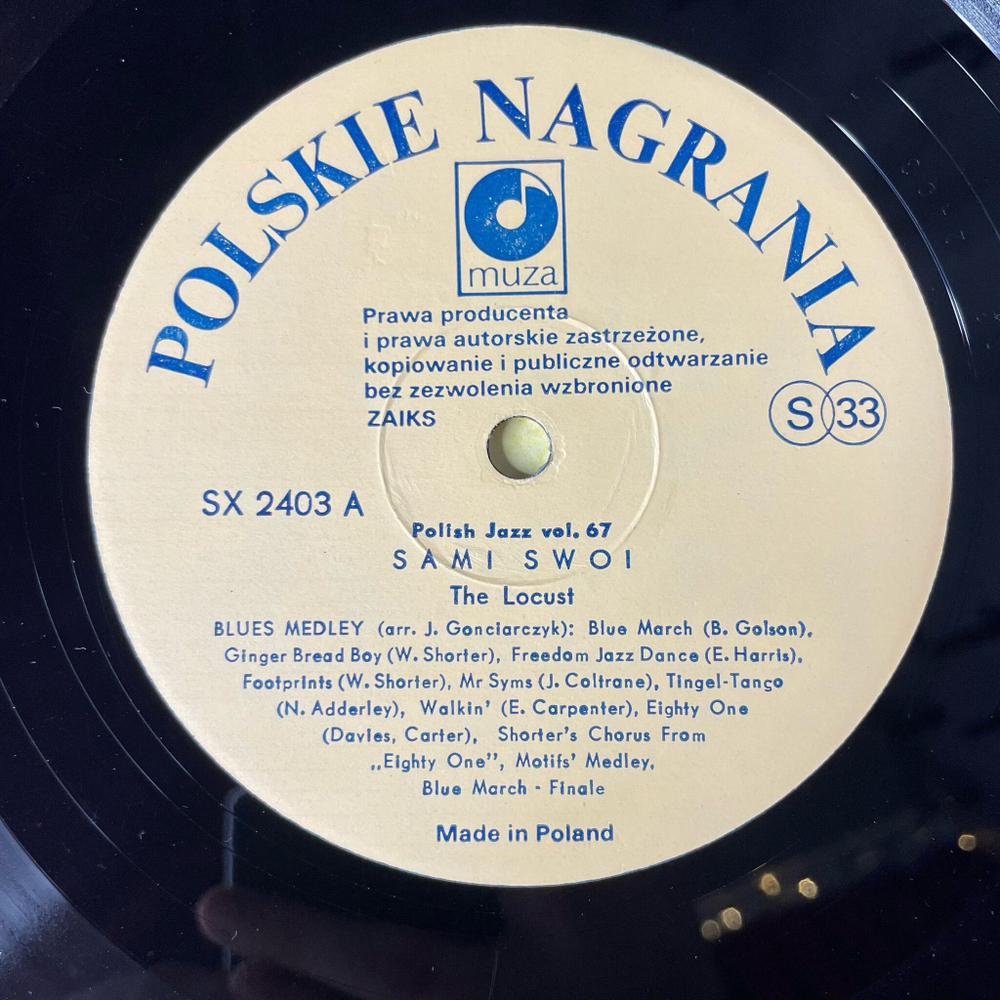 POLSKIE NAGRANIA
muza
Prawa producenta
i prawa autorskie zastrzeżone,
kopiowanie i publiczne odtwarzanie
bez zezwolenia wzbronione
ZAIKS
S 33
SX 2403 A
Polish Jazz vol. 67
SAMI SWOI
The Locust
BLUES MEDLEY (arr. J. Gonciarczyk): Blue March (B. Golson),
Ginger Bread Boy (W. Shorter), Freedom Jazz Dance (E. Harris),
Footprints (W. Shorter), Mr Syms (J. Coltrane), Tingel-Tango
(N. Adderley), Walkin' (E. Carpenter), Eighty One
(Davies, Carter), Shorter's Chorus From
„Eighty One”, Motifs' Medley,
Blue March - Finale
Made in Poland